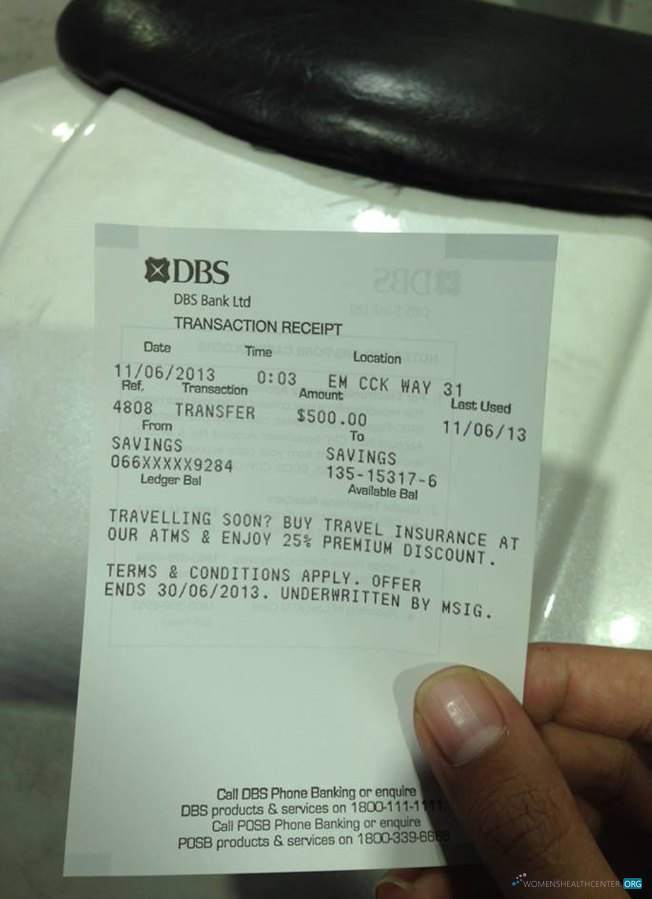 DBS
DBS Bank Ltd
TRANSACTION RECEIPT
Date Time Location
11/06/2013 0:03 EM CCK WAY 31
Ref. Transaction Amount Last Used
4808 TRANSFER $500.00 11/06/13
From To
SAVINGS SAVINGS
066XXXXX9284 135-15317-6
Ledger Bal Available Bal
TRAVELLING SOON? BUY TRAVEL INSURANCE AT
OUR ATMS & ENJOY 25% PREMIUM DISCOUNT.
TERMS & CONDITIONS APPLY. OFFER
ENDS 30/06/2013. UNDERWRITTEN BY MSIG.
Call DBS Phone Banking or enquire
DBS products & services on 1800-111-1111.
Call POSB Phone Banking or enquire
POSB products & services on 1800-339-6666
WOMENSHEALTHCENTER.ORG